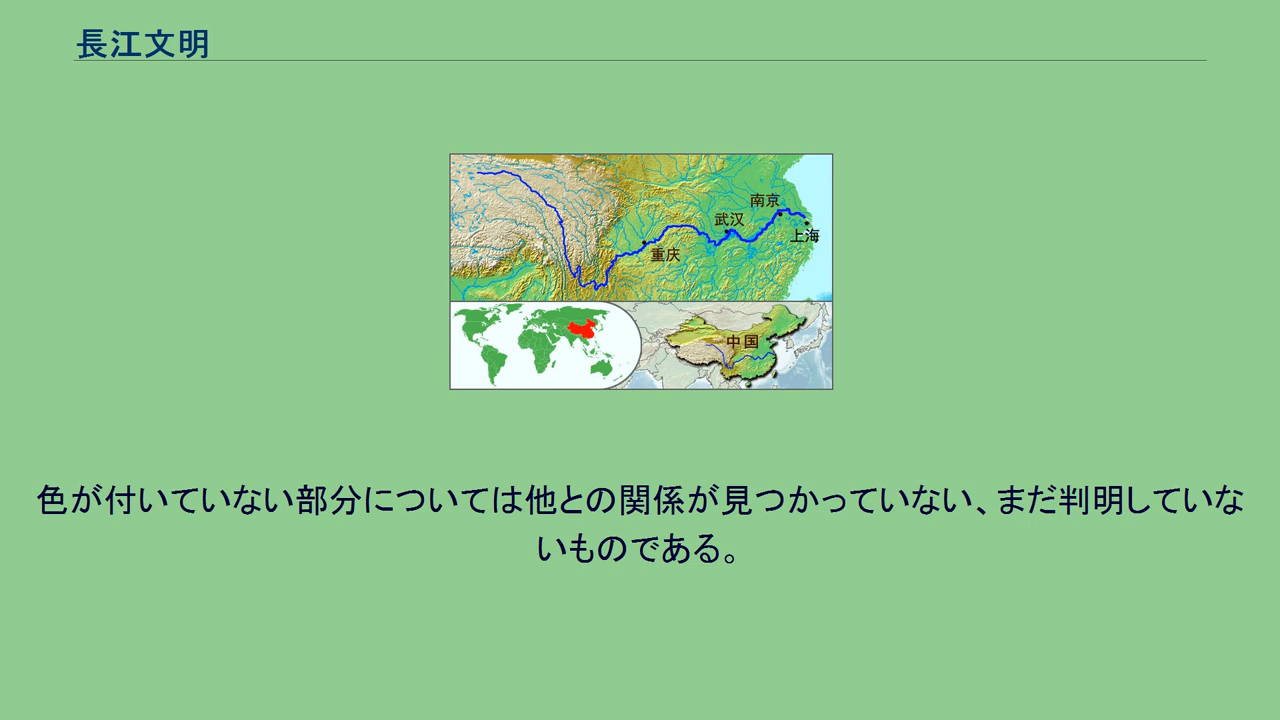 長江文明
南京
武汉
上海
重庆
中国
色が付いていない部分については他との関係が見つかっていない、まだ判明していな
いものである。